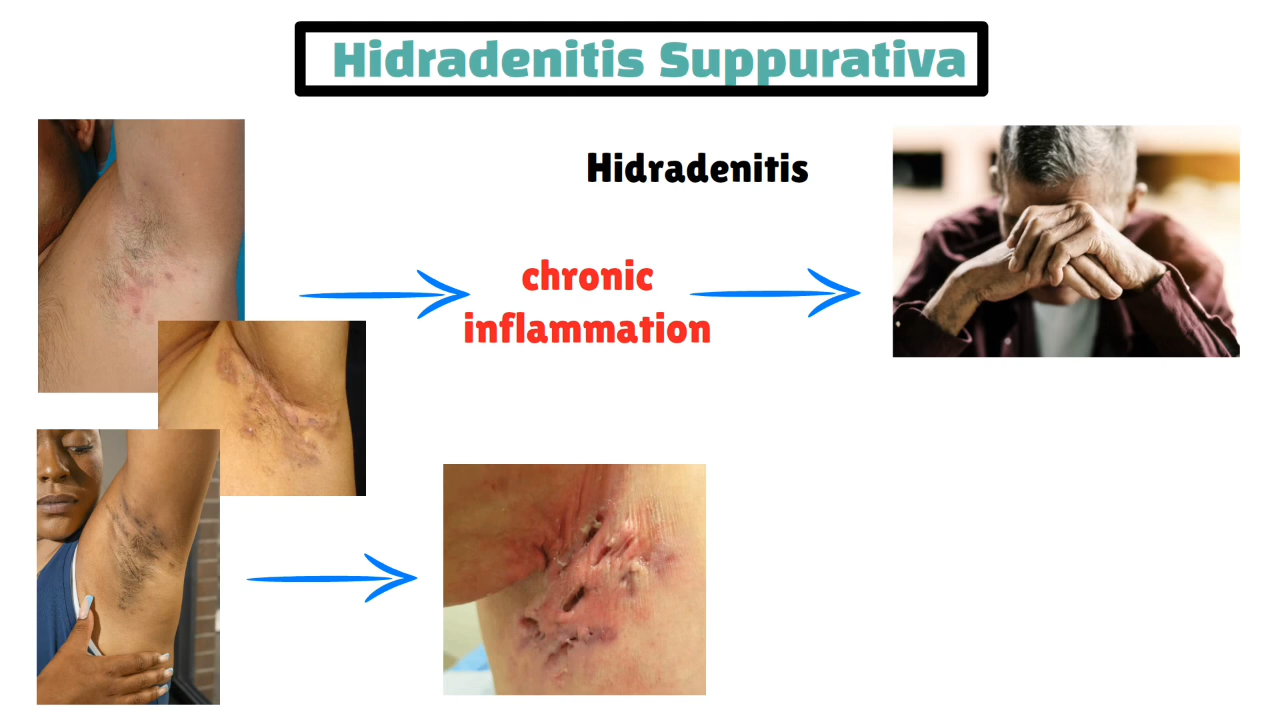 Hidradenitis Suppurativa
Hidradenitis
chronic
inflammation